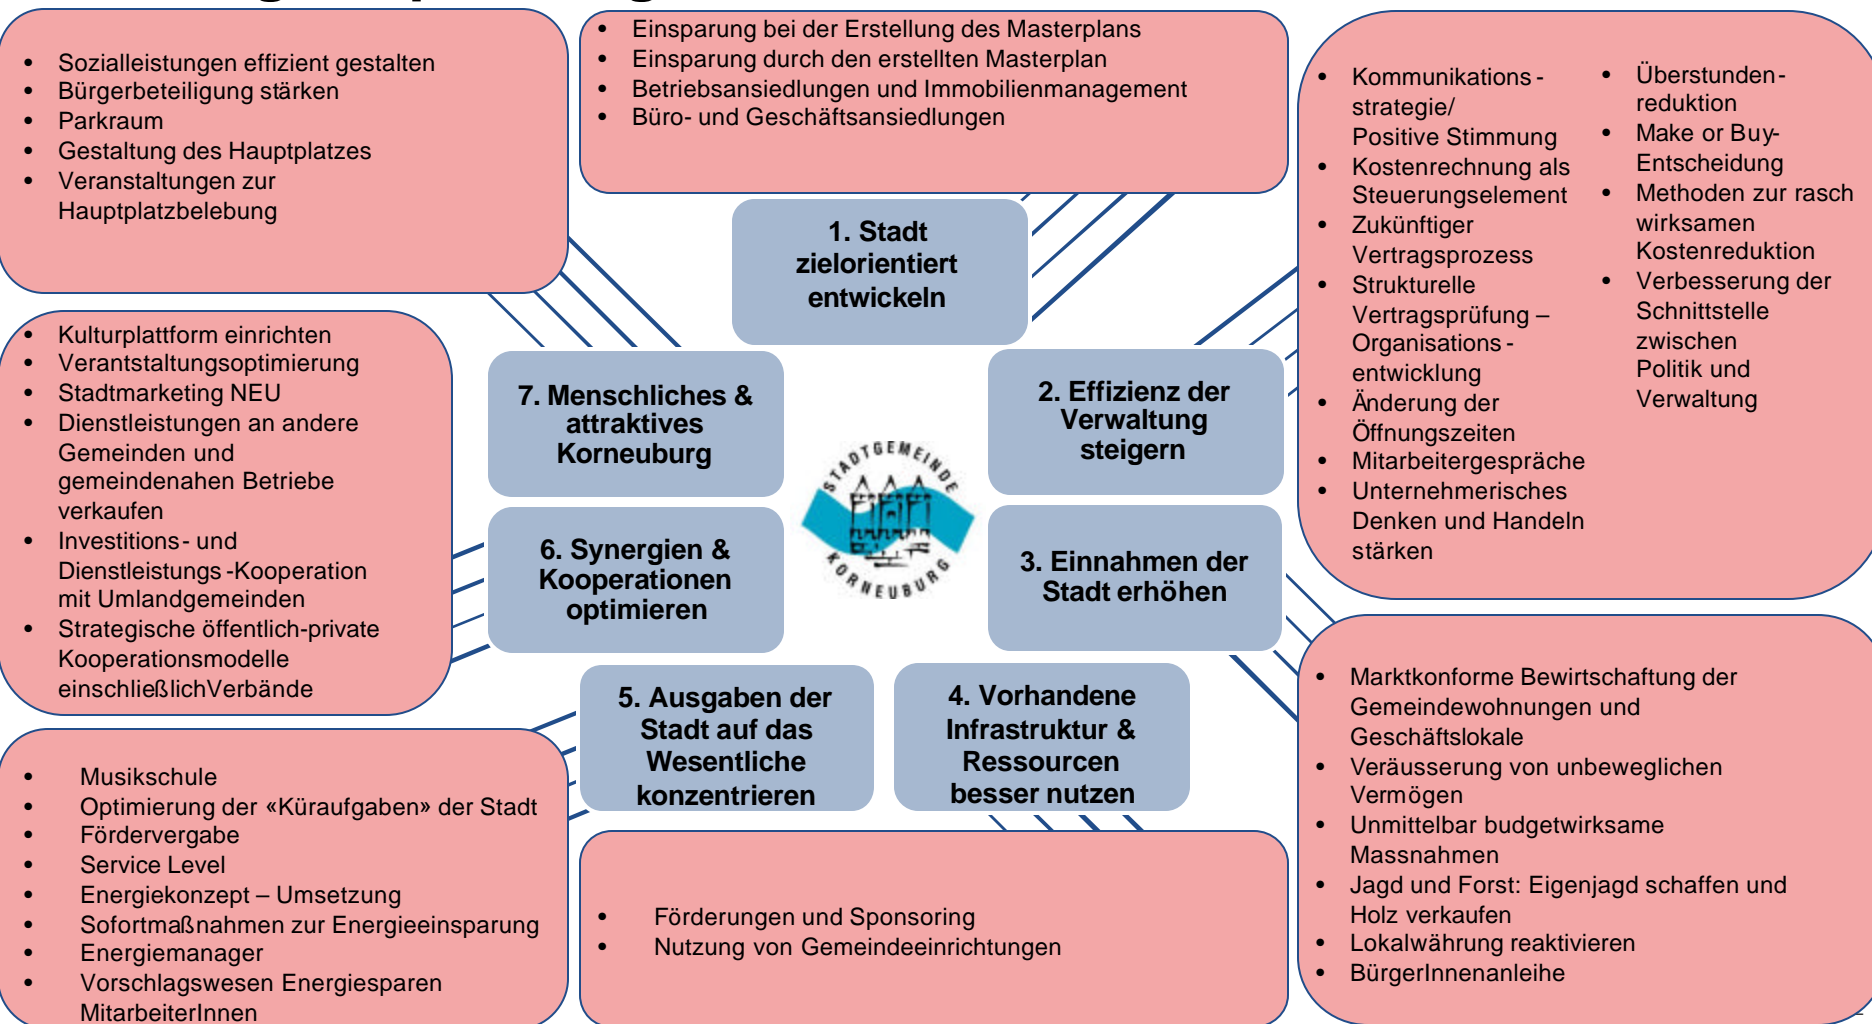 • Sozialleistungen effizient gestalten
• Bürgerbeteiligung stärken
• Parkraum
• Gestaltung des Hauptplatzes
• Veranstaltungen zur
Hauptplatzbelebung
• Einsparung bei der Erstellung des Masterplans
• Einsparung durch den erstellten Masterplan
• Betriebsansiedlungen und Immobilienmanagement
• Büro- und Geschäftsansiedlungen
• Kommunikations-
strategie/
Positive Stimmung
• Kostenrechnung als
Steuerungselement
• Zukünftiger
Vertragsprozess
• Strukturelle
Vertragsprüfung –
Organisations-
entwicklung
• Änderung der
Öffnungszeiten
• Mitarbeitergespräche
• Unternehmerisches
Denken und Handeln
stärken
• Überstunden-
reduktion
• Make or Buy-
Entscheidung
• Methoden zur rasch
wirksamen
Kostenreduktion
• Verbesserung der
Schnittstelle
zwischen
Politik und
Verwaltung
1. Stadt
zielorientiert
entwickeln
7. Menschliches &
attraktives
Korneuburg
2. Effizienz der
Verwaltung
steigern
STADTGEMEINDE
KORNEUBURG
6. Synergien &
Kooperationen
optimieren
3. Einnahmen der
Stadt erhöhen
5. Ausgaben der
Stadt auf das
Wesentliche
konzentrieren
4. Vorhandene
Infrastruktur &
Ressourcen
besser nutzen
• Kulturplattform einrichten
• Verantstaltungsoptimierung
• Stadtmarketing NEU
• Dienstleistungen an andere
Gemeinden und
gemeindenahen Betriebe
verkaufen
• Investitions- und
Dienstleistungs-Kooperation
mit Umlandgemeinden
• Strategische öffentlich-private
Kooperationsmodelle
einschließlichVerbände
• Musikschule
• Optimierung der «Küraufgaben» der Stadt
• Fördervergabe
• Service Level
• Energiekonzept – Umsetzung
• Sofortmaßnahmen zur Energieeinsparung
• Energiemanager
• Vorschlagswesen Energiesparen
MitarbeiterInnen
• Förderungen und Sponsoring
• Nutzung von Gemeindeeinrichtungen
• Marktkonforme Bewirtschaftung der
Gemeindewohnungen und
Geschäftslokale
• Veräusserung von unbeweglichen
Vermögen
• Unmittelbar budgetwirksame
Massnahmen
• Jagd und Forst: Eigenjagd schaffen und
Holz verkaufen
• Lokalwährung reaktivieren
• BürgerInnenanleihe